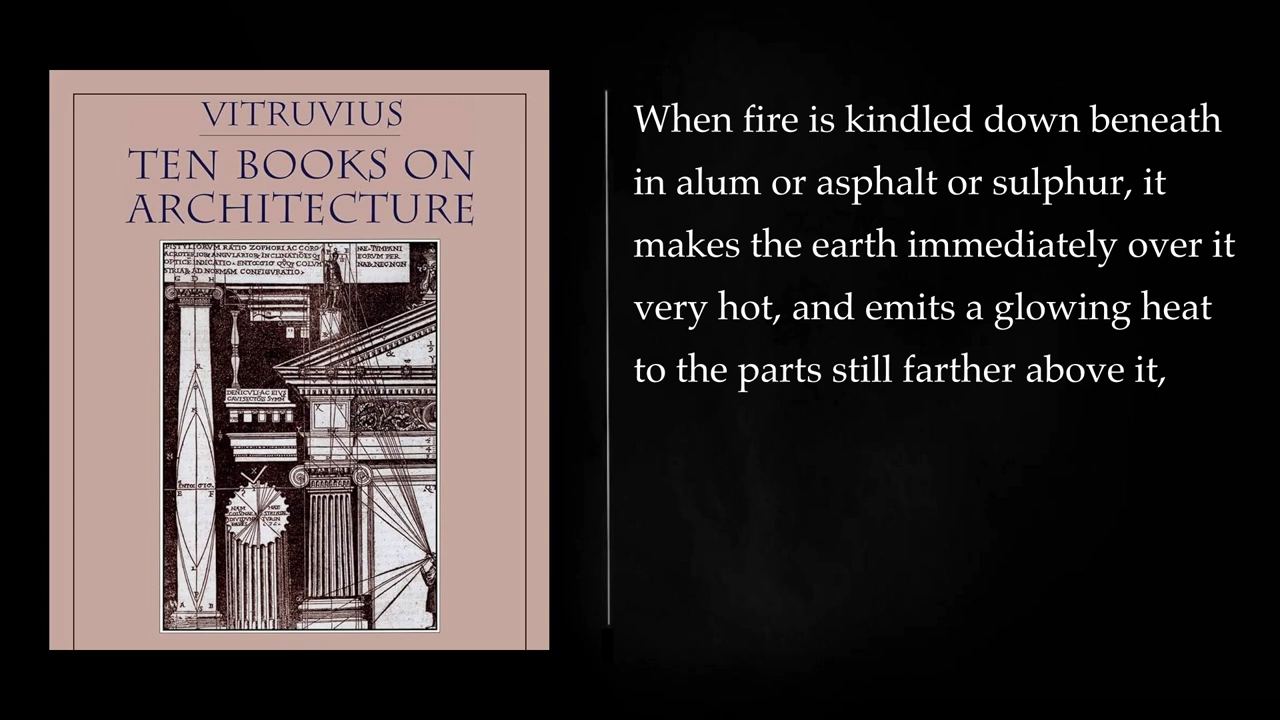 VITRUVIUS
TEN BOOKS ON
ARCHITECTURE
When fire is kindled down beneath
in alum or asphalt or sulphur, it
makes the earth immediately over it
very hot, and emits a glowing heat
to the parts still farther above it,